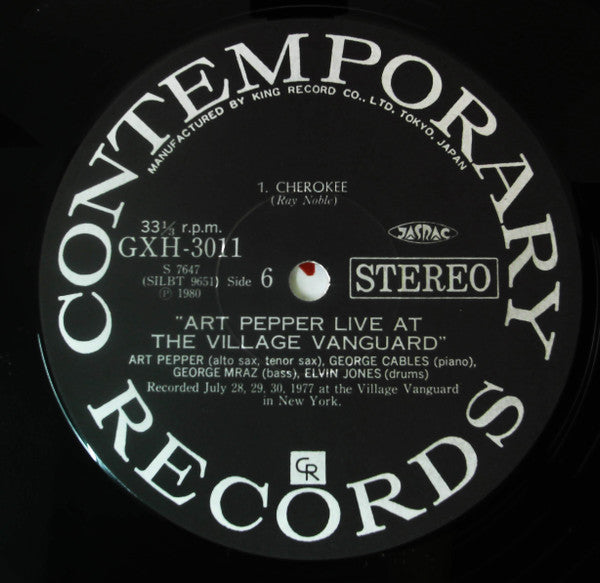 CONTEMPORARY
MANUFACTURED BY KING RECORD CO., LTD. TOKYO, JAPAN
1. CHEROKEE
(Ray Noble)
33⅓ r.p.m.
GXH-3011
S 7647
(SILBT 9651) Side 6
Ⓟ 1980
JASRAC
STEREO
"ART PEPPER LIVE AT
THE VILLAGE VANGUARD"
ART PEPPER (alto sax, tenor sax), GEORGE CABLES (piano),
GEORGE MRAZ (bass), ELVIN JONES (drums)
Recorded July 28, 29, 30, 1977 at the Village Vanguard
in New York.
CR
RECORDS